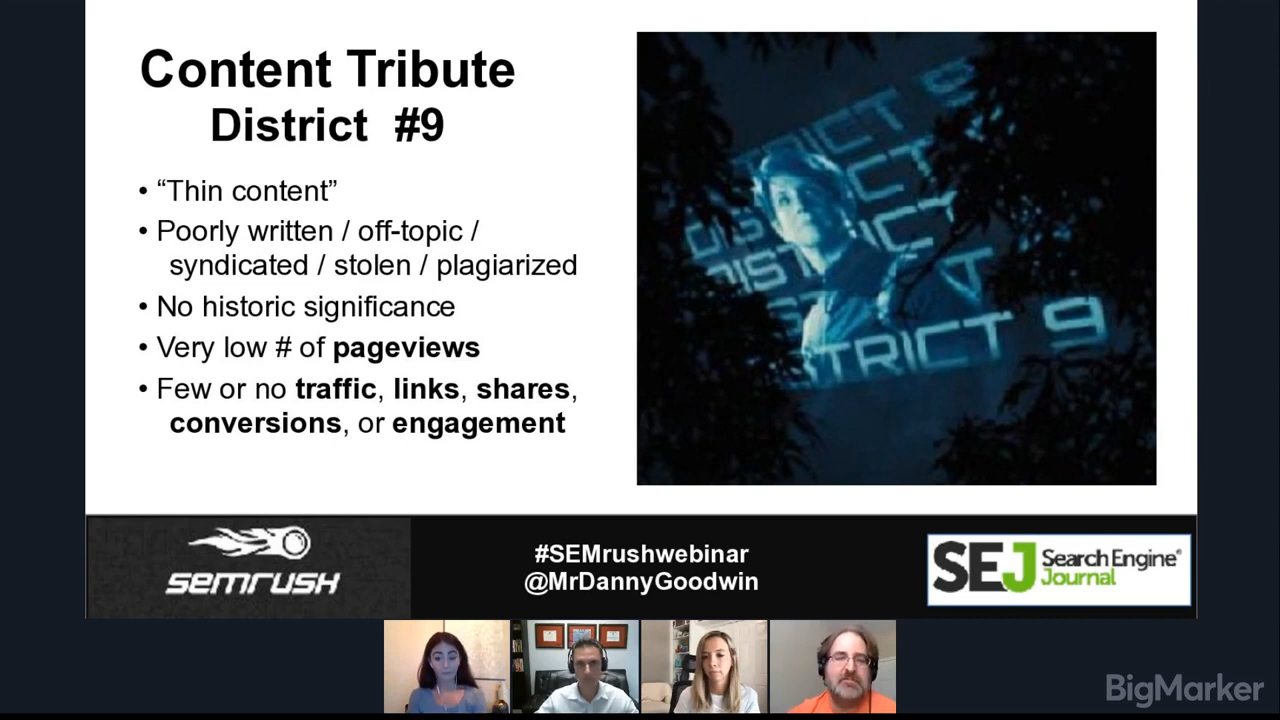 Content Tribute
District #9
• “Thin content”
• Poorly written / off-topic /
syndicated / stolen / plagiarized
• No historic significance
• Very low # of pageviews
• Few or no traffic, links, shares,
conversions, or engagement
DISTRICT 9
semrush
#SEMrushwebinar
@MrDannyGoodwin
SEJ Search Engine®
Journal
BigMarker